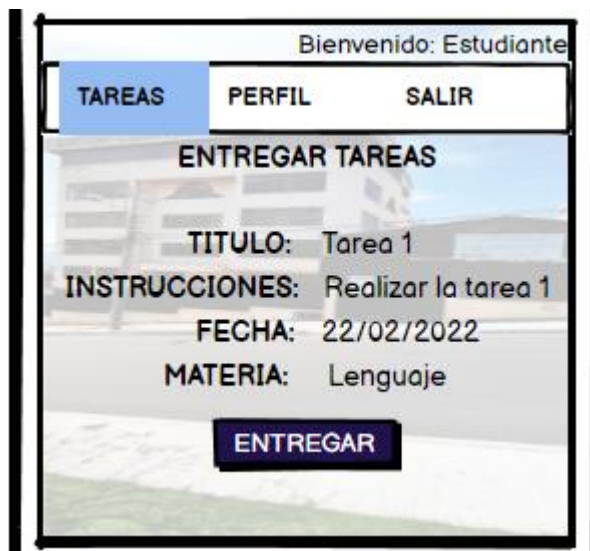 Bienvenido: Estudiante
TAREAS PERFIL SALIR
ENTREGAR TAREAS
TITULO: Tarea 1
INSTRUCCIONES: Realizar la tarea 1
FECHA: 22/02/2022
MATERIA: Lenguaje
ENTREGAR